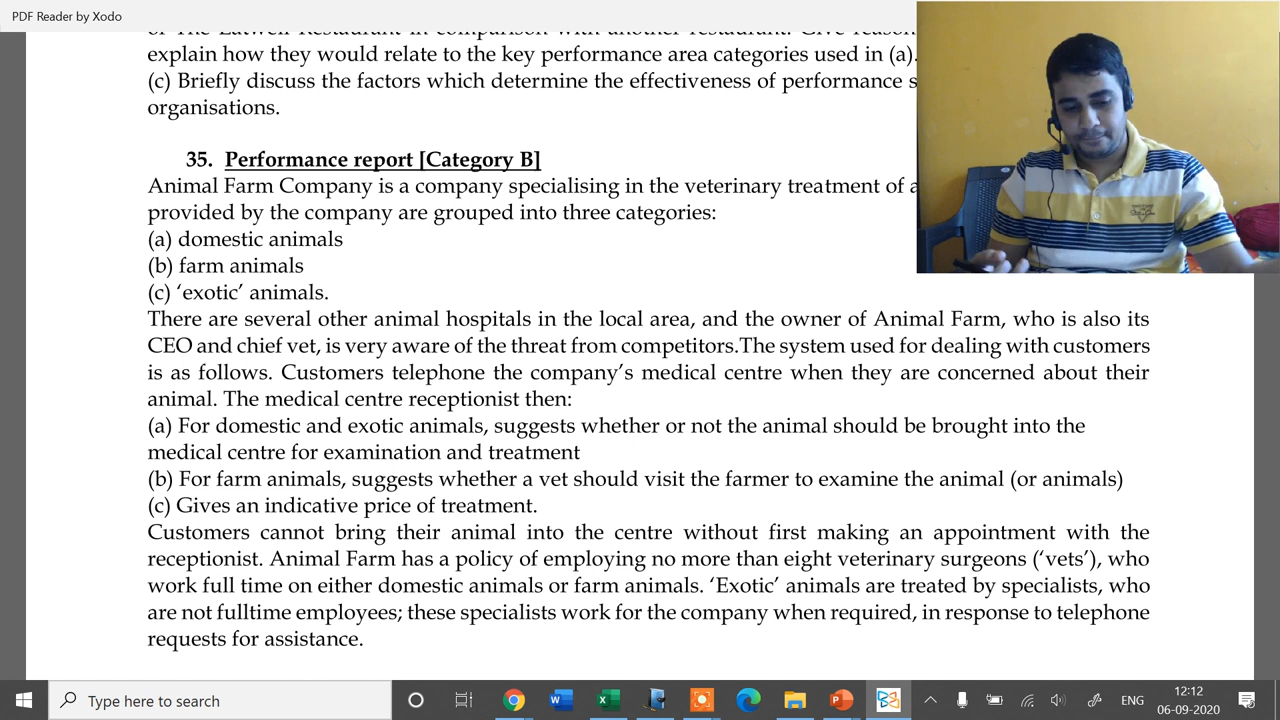 PDF Reader by Xodo
of The Eatwell Restaurant in comparison with another restaurant. Give
explain how they would relate to the key performance area categories used in (a).
(c) Briefly discuss the factors which determine the effectiveness of performance
organisations.
35. Performance report [Category B]
Animal Farm Company is a company specialising in the veterinary treatment of
provided by the company are grouped into three categories:
(a) domestic animals
(b) farm animals
(c) ‘exotic’ animals.
There are several other animal hospitals in the local area, and the owner of Animal Farm, who is also its
CEO and chief vet, is very aware of the threat from competitors.The system used for dealing with customers
is as follows. Customers telephone the company’s medical centre when they are concerned about their
animal. The medical centre receptionist then:
(a) For domestic and exotic animals, suggests whether or not the animal should be brought into the
medical centre for examination and treatment
(b) For farm animals, suggests whether a vet should visit the farmer to examine the animal (or animals)
(c) Gives an indicative price of treatment.
Customers cannot bring their animal into the centre without first making an appointment with the
receptionist. Animal Farm has a policy of employing no more than eight veterinary surgeons (‘vets’), who
work full time on either domestic animals or farm animals. ‘Exotic’ animals are treated by specialists, who
are not fulltime employees; these specialists work for the company when required, in response to telephone
requests for assistance.
Type here to search
ENG
12:12
06-09-2020